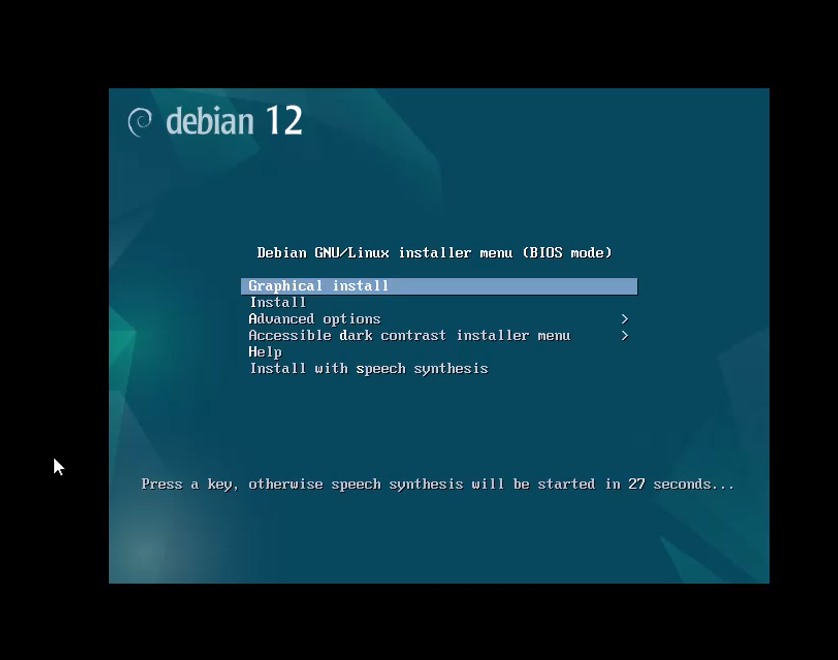 debian 12
Debian GNU/Linux installer menu (BIOS mode)
Graphical install
Install
Advanced options >
Accessible dark contrast installer menu >
Help
Install with speech synthesis
Press a key, otherwise speech synthesis will be started in 27 seconds...